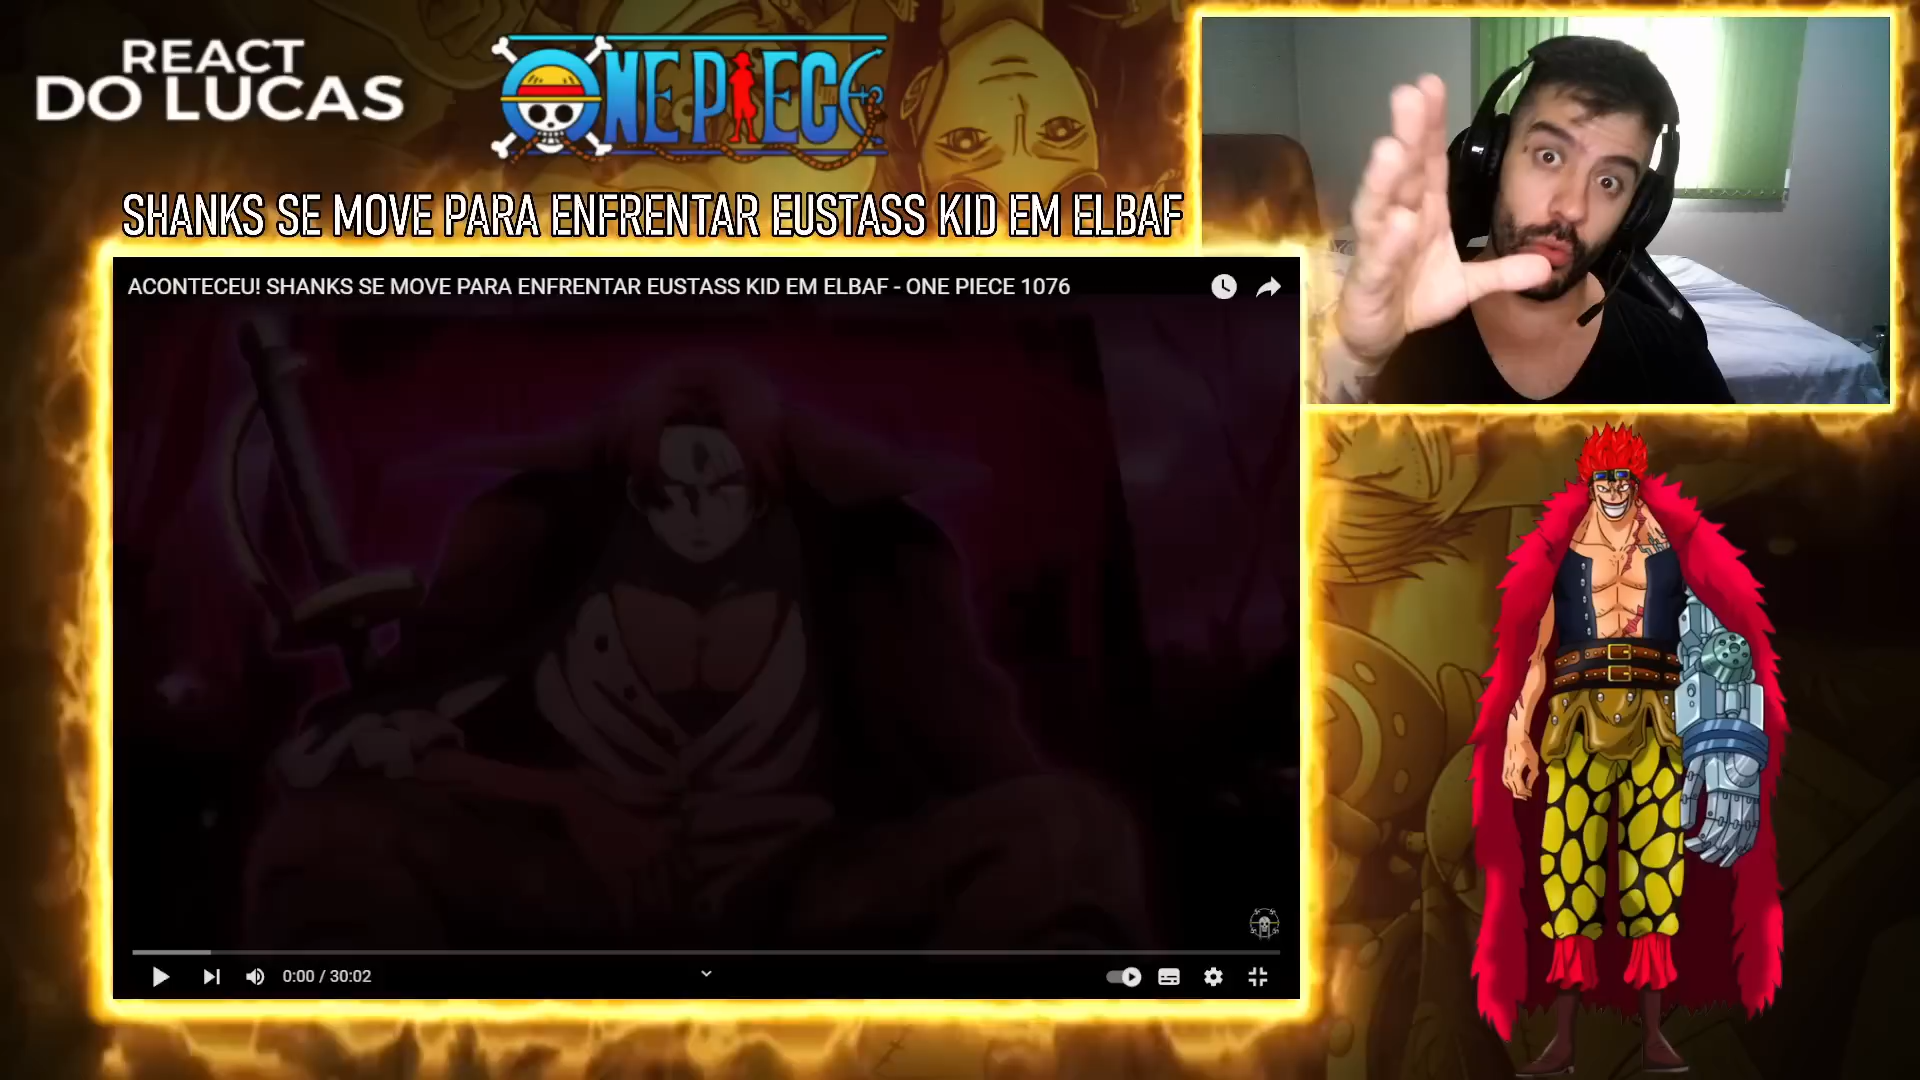 REACT
DO LUCAS
ONE PIECE
SHANKS SE MOVE PARA ENFRENTAR EUSTASS KID EM ELBAF
ACONTECEU! SHANKS SE MOVE PARA ENFRENTAR EUSTASS KID EM ELBAF - ONE PIECE 1076
0:00 / 30:02